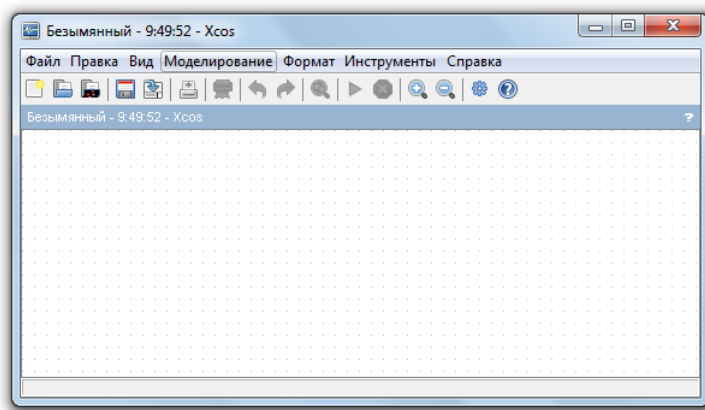 Безымянный - 9:49:52 - Xcos
Файл Правка Вид Моделирование Формат Инструменты Справка
Безымянный - 9:49:52 - Xcos ?